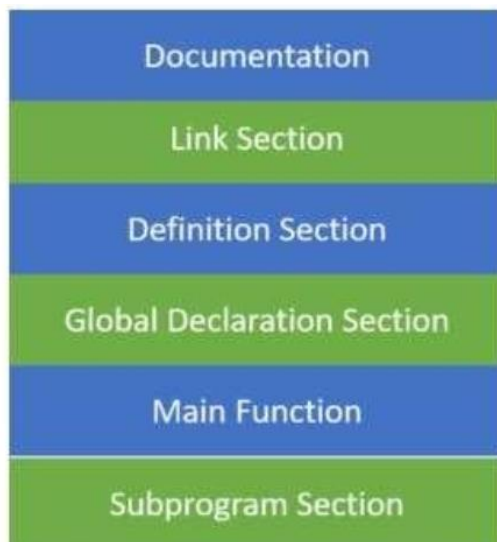 Documentation
Link Section
Definition Section
Global Declaration Section
Main Function
Subprogram Section